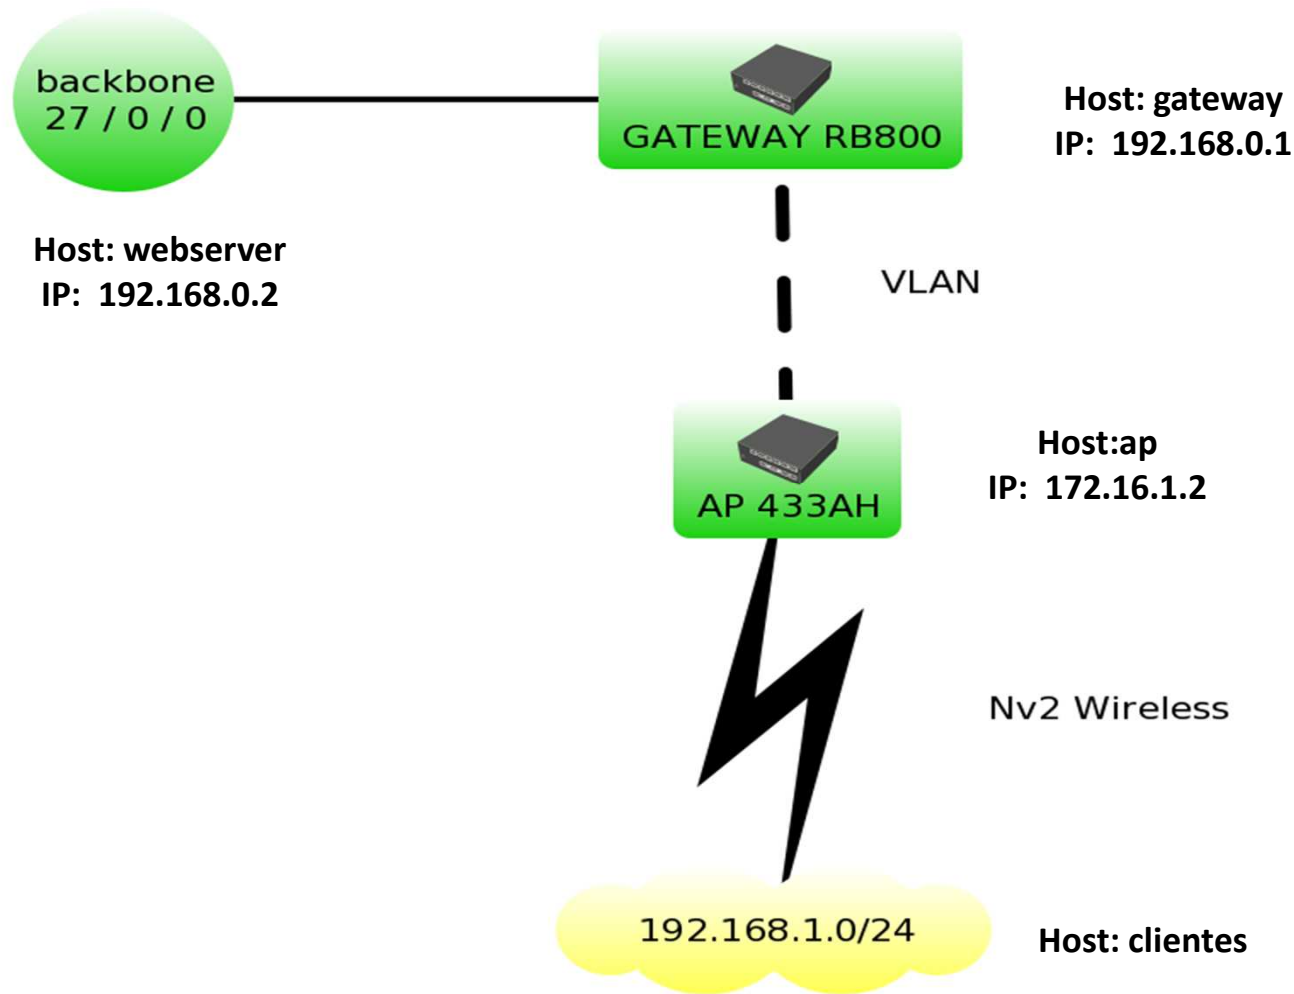 backbone
27 / 0 / 0
GATEWAY RB800
Host: gateway
IP: 192.168.0.1
Host: webserver
IP: 192.168.0.2
VLAN
AP 433AH
Host:ap
IP: 172.16.1.2
Nv2 Wireless
192.168.1.0/24
Host: clientes